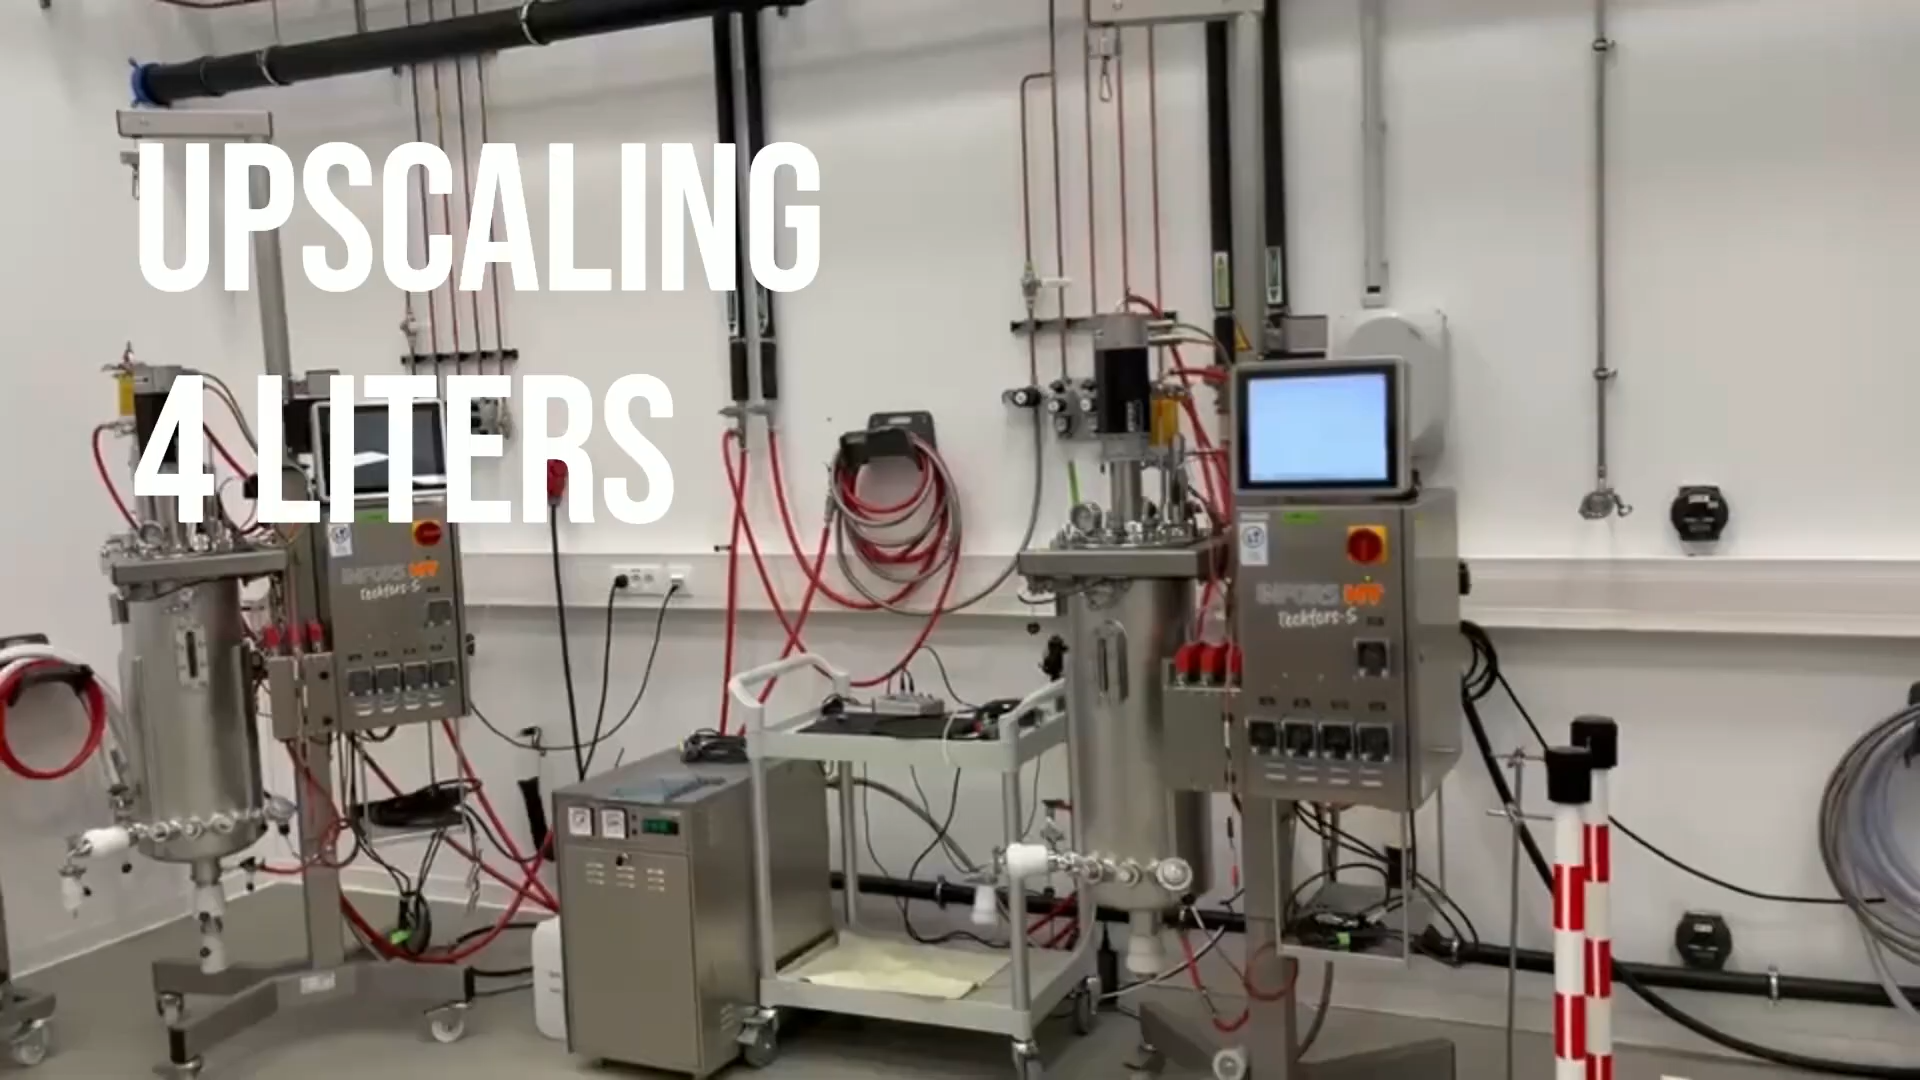 UPSCALING
4 LITERS
INFORS HT
Techfors-S
INFORS HT
Techfors-S